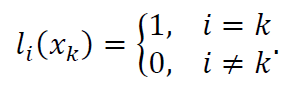 l_i(x_k) = {1, i = k
{0, i ≠ k.